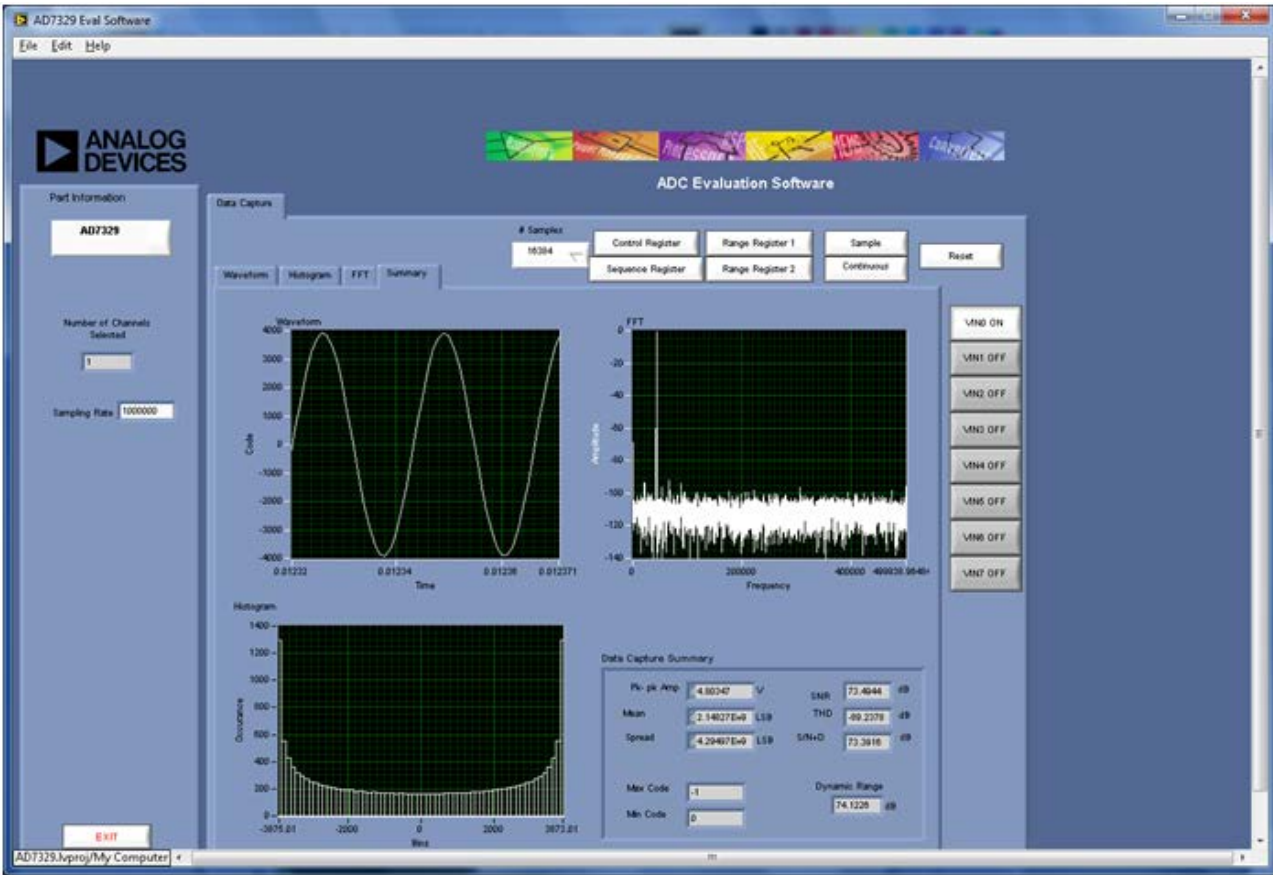 AD7329 Eval Software
File Edit Help
ANALOG
DEVICES
ADC Evaluation Software
Part Information
AD7329
Number of Channels
Selected
1
Sampling Rate 1000000
EXIT
AD7329.lvproj/My Computer
Data Capture
# Samples
16384
Control Register
Range Register 1
Sample
Sequence Register
Range Register 2
Continuous
Reset
Waveform Histogram FFT Summary
Waveform
4000
3000
2000
1000
0
-1000
-2000
-3000
-4000
Code
0.01232 0.01234 0.01236 0.012371
Time
FFT
0
-20
-40
-60
-80
-100
-120
-140
Amplitude
0 200000 400000
Frequency
VIN0 ON
VIN1 OFF
VIN2 OFF
VIN3 OFF
VIN4 OFF
VIN5 OFF
VIN6 OFF
VIN7 OFF
Histogram
1400
1200
1000
800
600
400
200
0
Occurance
-2000 0 2000
Bins
Data Capture Summary
Pk-pk Amp 4.80347 V
Mean 2.14827E+9 LSB
Spread 4.29497E+9 LSB
Max Code -1
Min Code 0
SNR 73.4944 dB
THD -89.2378 dB
S/N+D 73.3916 dB
Dynamic Range
74.1226 dB